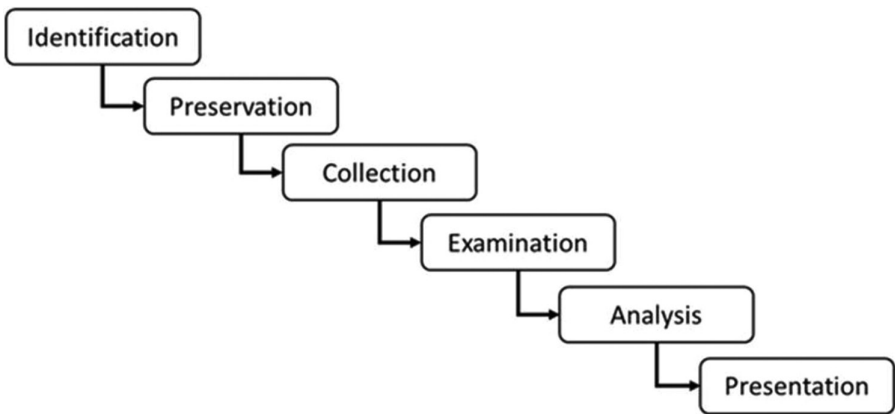 Identification
Preservation
Collection
Examination
Analysis
Presentation